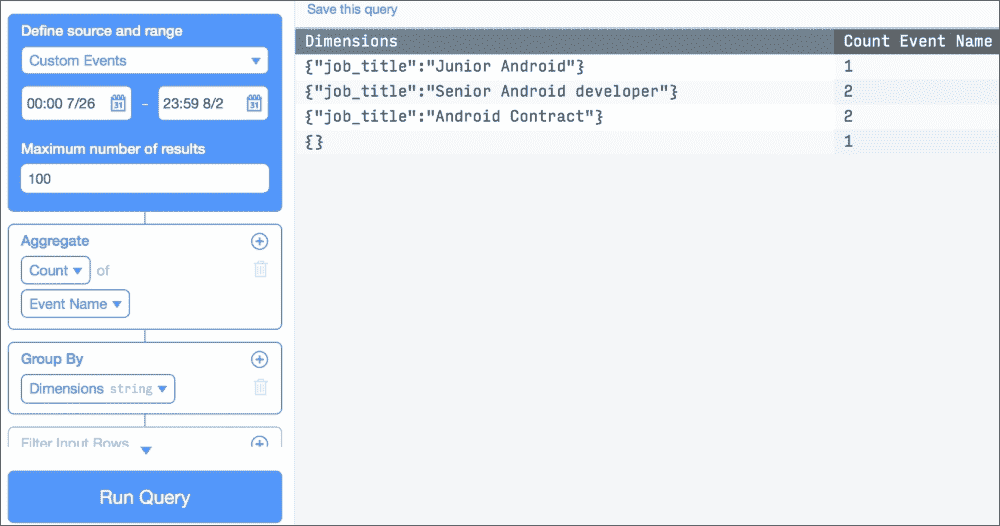 Define source and range
Custom Events
00:00 7/26 - 23:59 8/2
Maximum number of results
100
Aggregate
Count of
Event Name
Group By
Dimensions string
Filter Input Rows
Run Query
Save this query
Dimensions Count Event Name
{"job_title":"Junior Android"} 1
{"job_title":"Senior Android developer"} 2
{"job_title":"Android Contract"} 2
{} 1